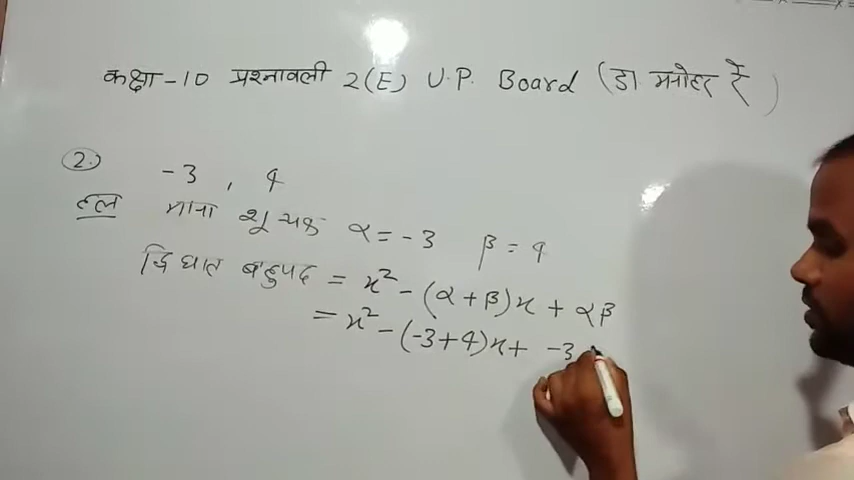 कक्षा-10 प्रश्नावली 2(E) U.P. Board (डा मनोहर रे)
2. -3, 4
हल माना शून्यक α = -3 β = 4
द्विघात बहुपद = x² - (α + β)x + αβ
= x² - (-3+4)x + -3